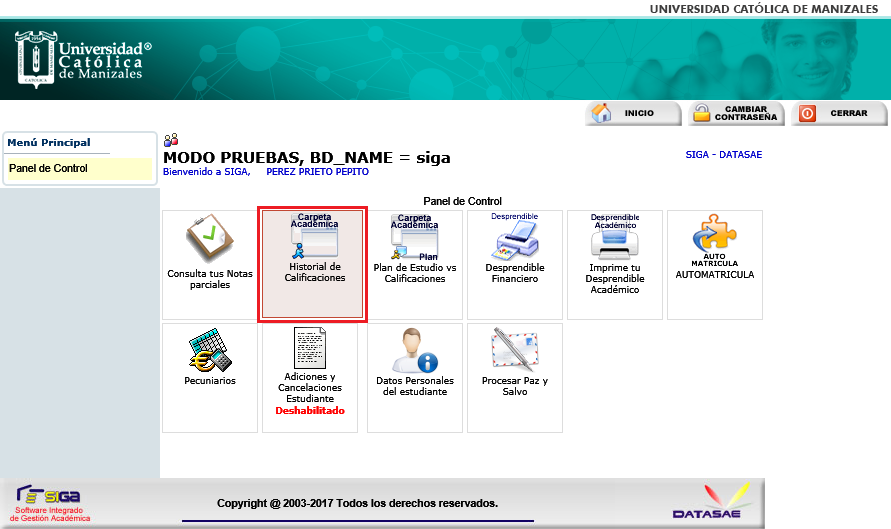 UNIVERSIDAD CATÓLICA DE MANIZALES
Universidad®
Católica
de Manizales
INICIO
CAMBIAR
CONTRASEÑA
CERRAR
Menú Principal
Panel de Control
MODO PRUEBAS, BD_NAME = siga
SIGA - DATASAE
Bienvenido a SIGA, PEREZ PRIETO PEPITO
Panel de Control
Consulta tus Notas
parciales
Carpeta
Académica
Historial de
Calificaciones
Carpeta
Académica
Plan
Plan de Estudio vs
Calificaciones
Desprendible
Desprendible
Financiero
Desprendible
Académico
Imprime tu
Desprendible
Académico
AUTO
MATRICULA
AUTOMATRICULA
Pecuniarios
Adiciones y
Cancelaciones
Estudiante
Deshabilitado
Datos Personales
del estudiante
Procesar Paz y
Salvo
SIGA
Software Integrado
de Gestión Académica
Copyright @ 2003-2017 Todos los derechos reservados.
DATASAE